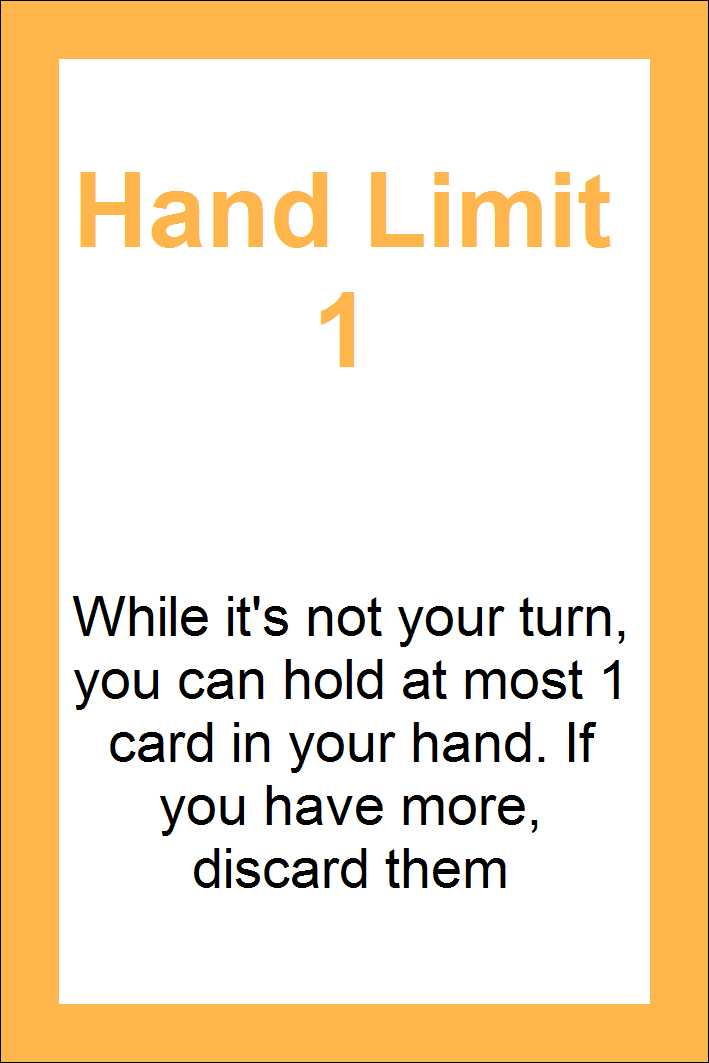 Hand Limit
1
While it's not your turn,
you can hold at most 1
card in your hand. If
you have more,
discard them